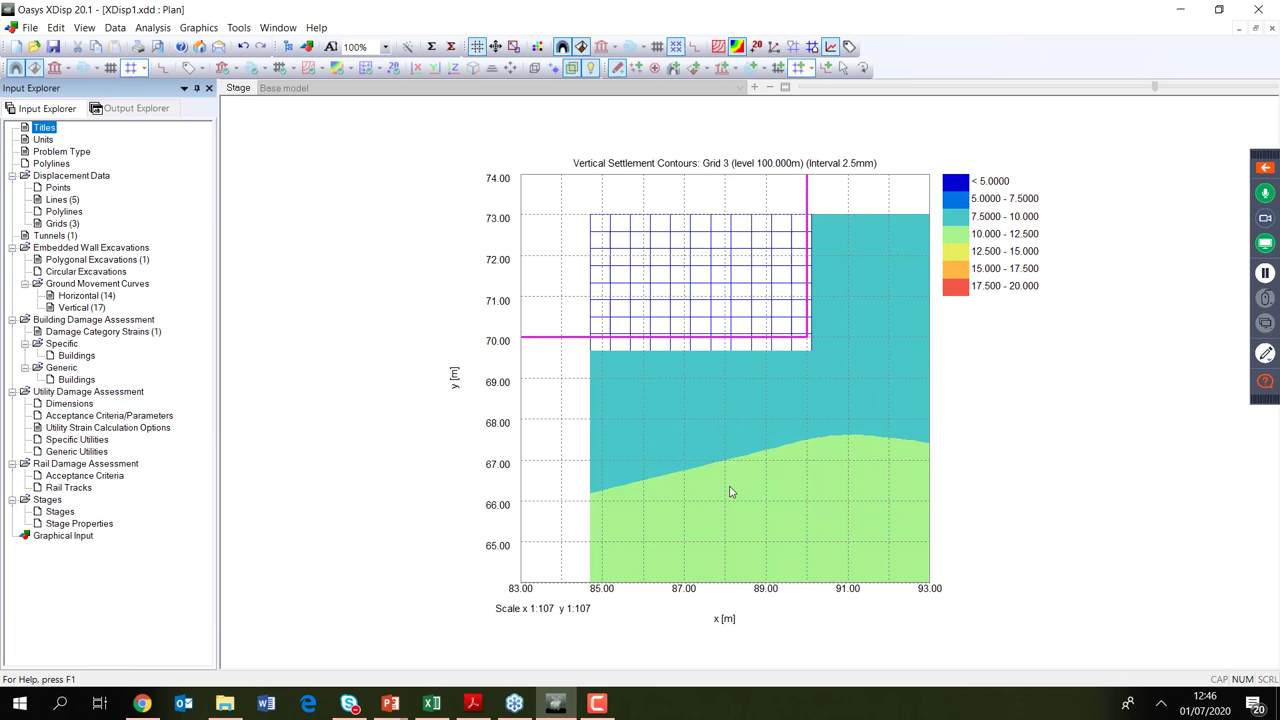 Oasys XDisp 20.1 - [XDisp1.xdd : Plan]
File Edit View Data Analysis Graphics Tools Window Help
100%
Input Explorer
Stage Base model
Input Explorer Output Explorer
Titles
Units
Problem Type
Polylines
Displacement Data
Points
Lines (5)
Polylines
Grids (3)
Tunnels (1)
Embedded Wall Excavations
Polygonal Excavations (1)
Circular Excavations
Ground Movement Curves
Horizontal (14)
Vertical (17)
Building Damage Assessment
Damage Category Strains (1)
Specific
Buildings
Generic
Buildings
Utility Damage Assessment
Dimensions
Acceptance Criteria/Parameters
Utility Strain Calculation Options
Specific Utilities
Generic Utilities
Rail Damage Assessment
Acceptance Criteria
Rail Tracks
Stages
Stages
Stage Properties
Graphical Input
Vertical Settlement Contours: Grid 3 (level 100.000m) (Interval 2.5mm)
74.00
73.00
72.00
71.00
70.00
69.00
68.00
67.00
66.00
65.00
y [m]
83.00 85.00 87.00 89.00 91.00 93.00
Scale x 1:107 y 1:107
x [m]
< 5.0000
5.0000 - 7.5000
7.5000 - 10.000
10.000 - 12.500
12.500 - 15.000
15.000 - 17.500
17.500 - 20.000
For Help, press F1
CAP NUM SCRL
12:46
01/07/2020
20